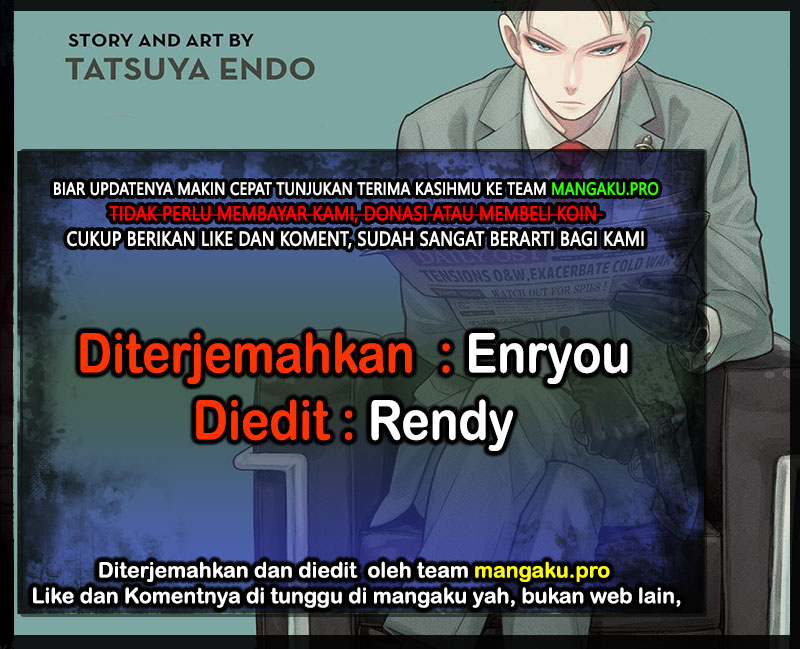 STORY AND ART BY
TATSUYA ENDO
BIAR UPDATENYA MAKIN CEPAT TUNJUKAN TERIMA KASIHMU KE TEAM MANGAKU.PRO
TIDAK PERLU MEMBAYAR KAMI, DONASI ATAU MEMBELI KOIN
CUKUP BERIKAN LIKE DAN KOMENT, SUDAH SANGAT BERARTI BAGI KAMI
DAILY OST
TENSIONS O&W, EXACERBATE COLD WAR
WATCH OUT FOR SPIES!
Diterjemahkan : Enryou
Diedit : Rendy
Diterjemahkan dan diedit oleh team mangaku.pro
Like dan Komentnya di tunggu di mangaku yah, bukan web lain,